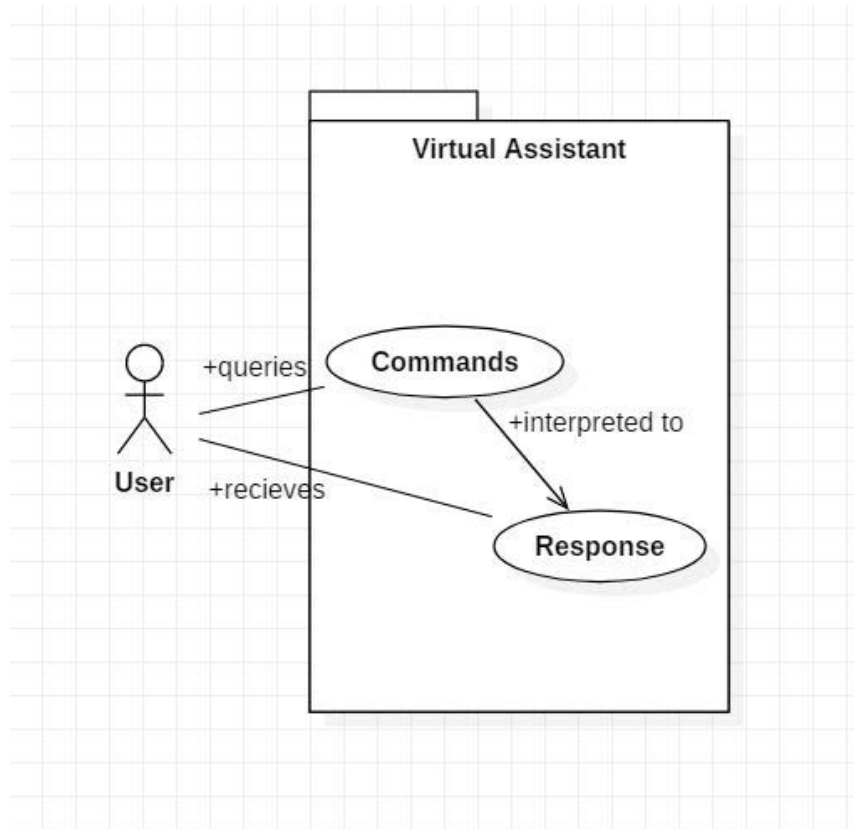 Virtual Assistant
+queries
Commands
+interpreted to
User
+recieves
Response